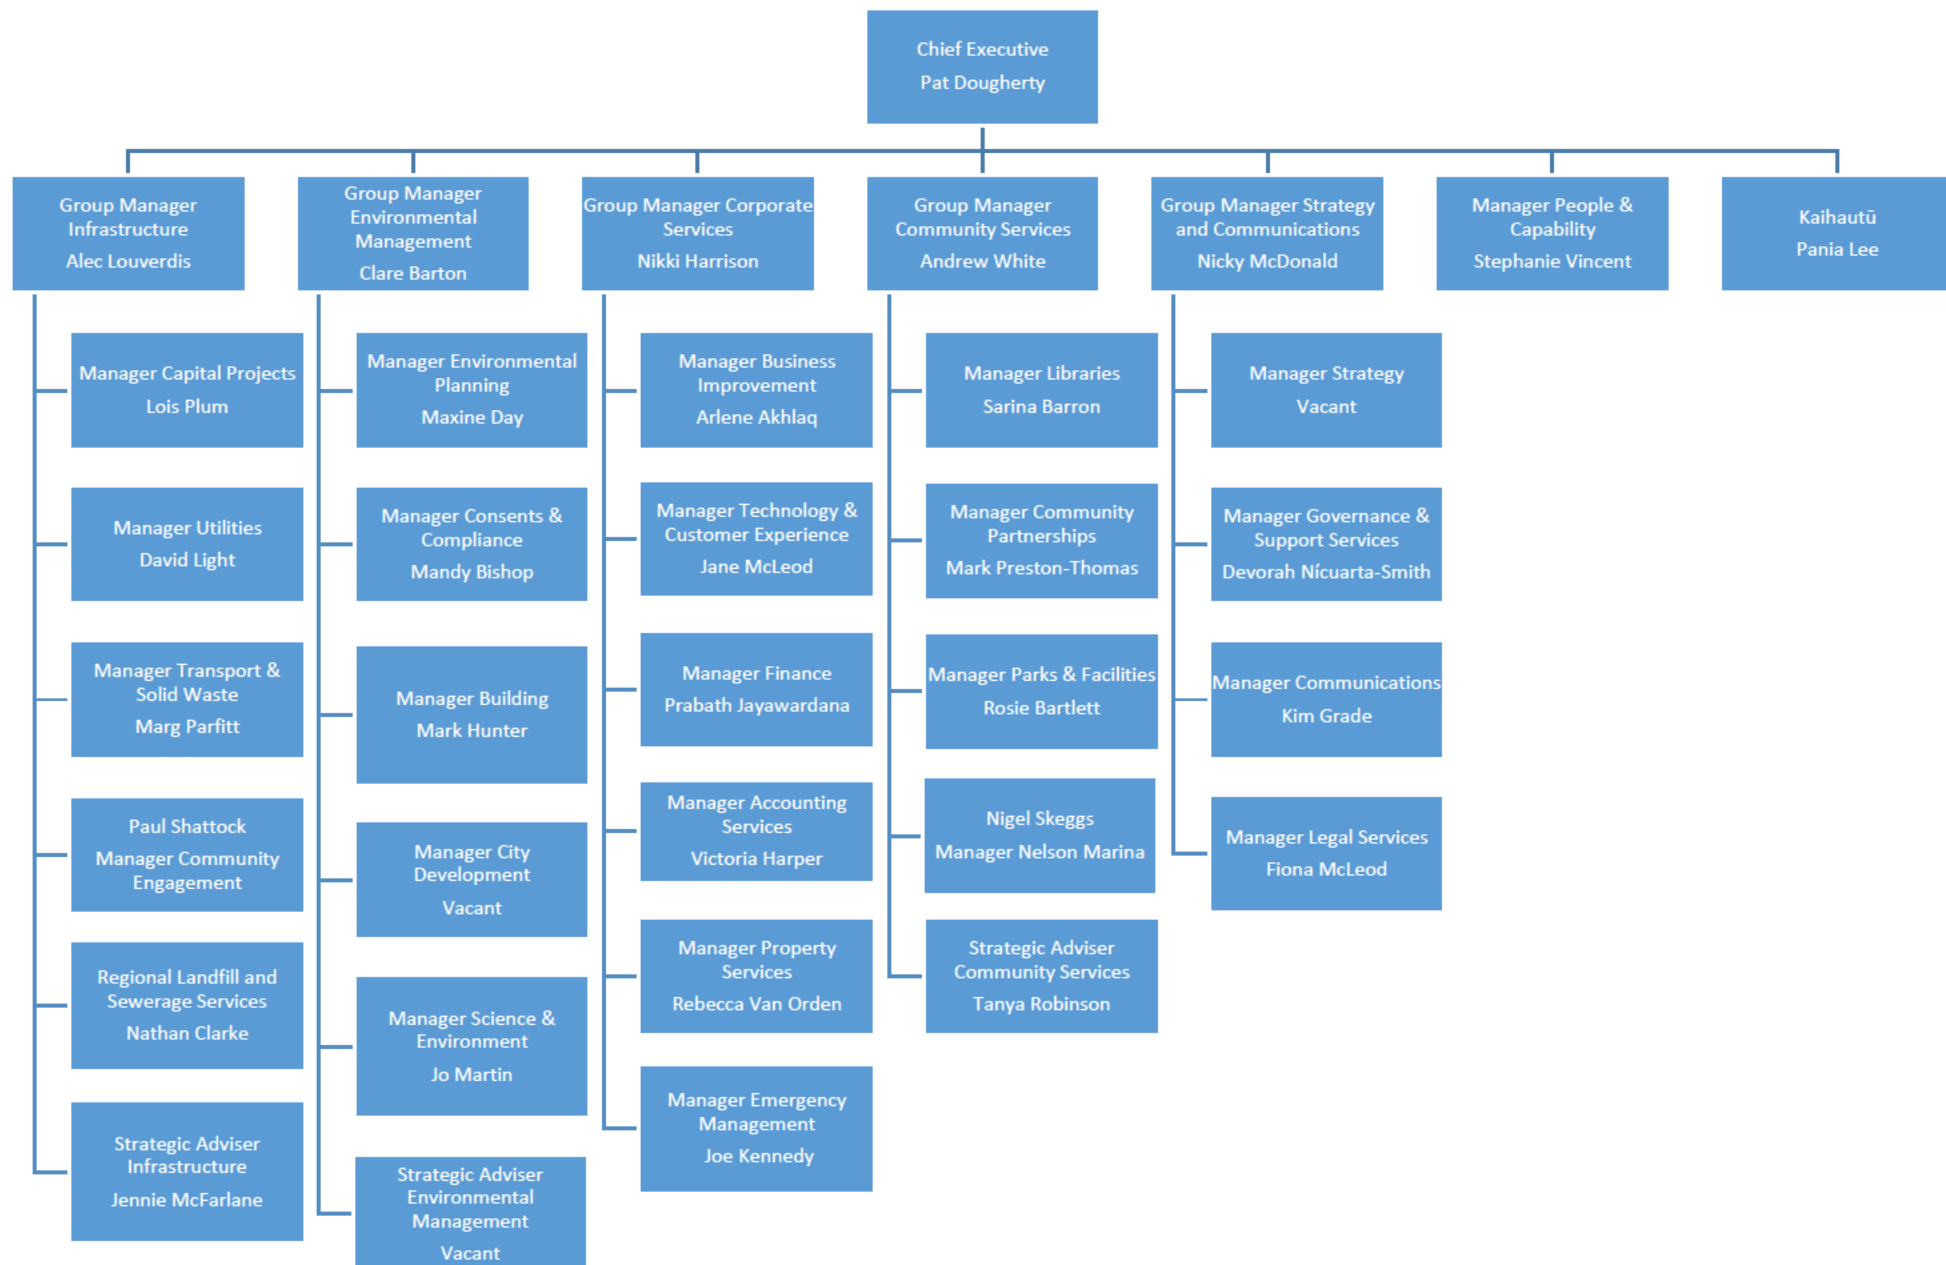 Chief Executive
Pat Dougherty
Group Manager
Infrastructure
Alec Louverdis
Group Manager
Environmental
Management
Clare Barton
Group Manager Corporate
Services
Nikki Harrison
Group Manager
Community Services
Andrew White
Group Manager Strategy
and Communications
Nicky McDonald
Manager People &
Capability
Stephanie Vincent
Kaihautū
Pania Lee
Manager Capital Projects
Lois Plum
Manager Utilities
David Light
Manager Transport &
Solid Waste
Marg Parfitt
Paul Shattock
Manager Community
Engagement
Regional Landfill and
Sewerage Services
Nathan Clarke
Strategic Adviser
Infrastructure
Jennie McFarlane
Manager Environmental
Planning
Maxine Day
Manager Consents &
Compliance
Mandy Bishop
Manager Building
Mark Hunter
Manager City
Development
Vacant
Manager Science &
Environment
Jo Martin
Strategic Adviser
Environmental
Management
Vacant
Manager Business
Improvement
Arlene Akhlaq
Manager Technology &
Customer Experience
Jane McLeod
Manager Finance
Prabath Jayawardana
Manager Accounting
Services
Victoria Harper
Manager Property
Services
Rebecca Van Orden
Manager Emergency
Management
Joe Kennedy
Manager Libraries
Sarina Barron
Manager Community
Partnerships
Mark Preston-Thomas
Manager Parks & Facilities
Rosie Bartlett
Nigel Skeggs
Manager Nelson Marina
Strategic Adviser
Community Services
Tanya Robinson
Manager Strategy
Vacant
Manager Governance &
Support Services
Devorah Nícuarta-Smith
Manager Communications
Kim Grade
Manager Legal Services
Fiona McLeod